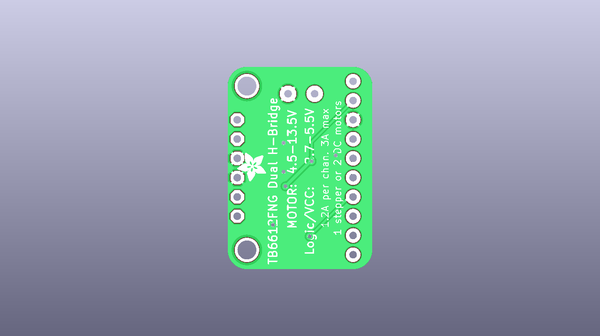 TB6612FNG Dual H-Bridge
MOTOR: 4.5-13.5V
Logic/VCC: 2.7-5.5V
1.2A per chan. 3A max
1 stepper or 2 DC motors